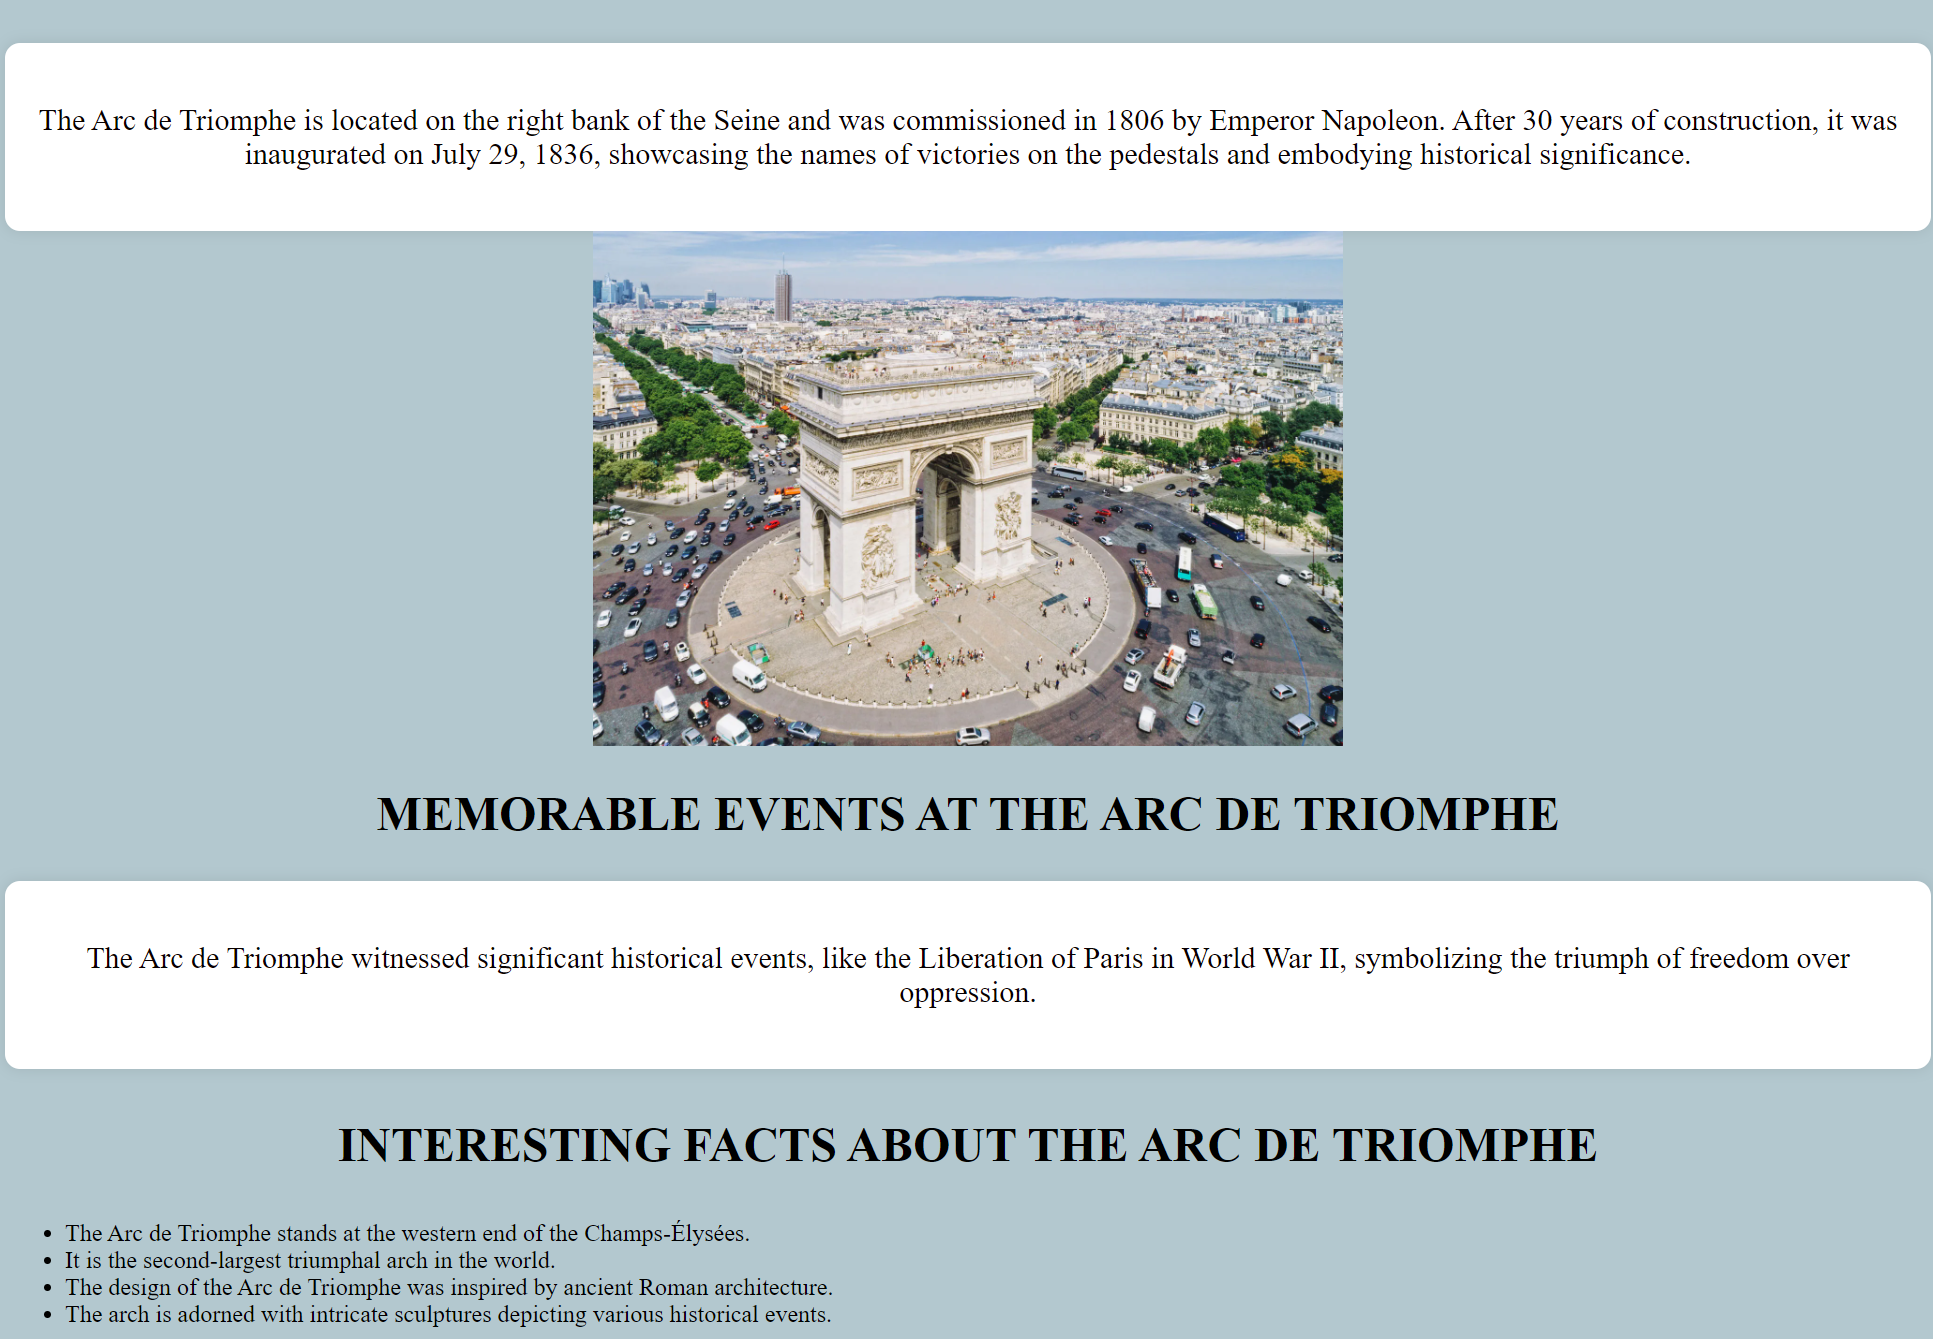 The Arc de Triomphe is located on the right bank of the Seine and was commissioned in 1806 by Emperor Napoleon. After 30 years of construction, it was
inaugurated on July 29, 1836, showcasing the names of victories on the pedestals and embodying historical significance.
MEMORABLE EVENTS AT THE ARC DE TRIOMPHE
The Arc de Triomphe witnessed significant historical events, like the Liberation of Paris in World War II, symbolizing the triumph of freedom over
oppression.
INTERESTING FACTS ABOUT THE ARC DE TRIOMPHE
• The Arc de Triomphe stands at the western end of the Champs-Élysées.
• It is the second-largest triumphal arch in the world.
• The design of the Arc de Triomphe was inspired by ancient Roman architecture.
• The arch is adorned with intricate sculptures depicting various historical events.